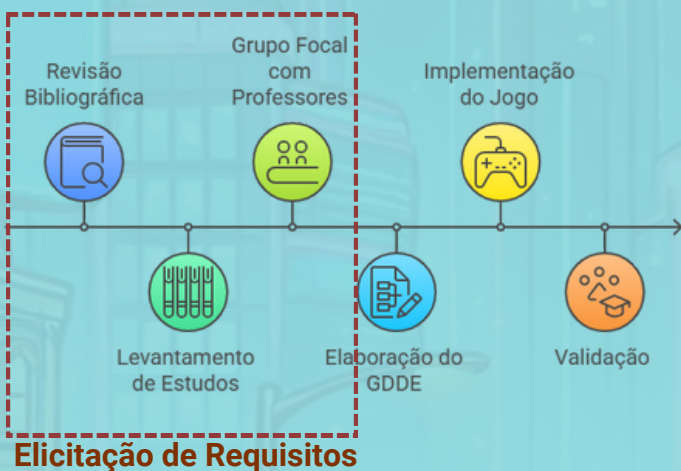 Revisão
Bibliográfica
Grupo Focal
com
Professores
Implementação
do Jogo
Levantamento
de Estudos
Elaboração do
GDDE
Validação
Elicitação de Requisitos